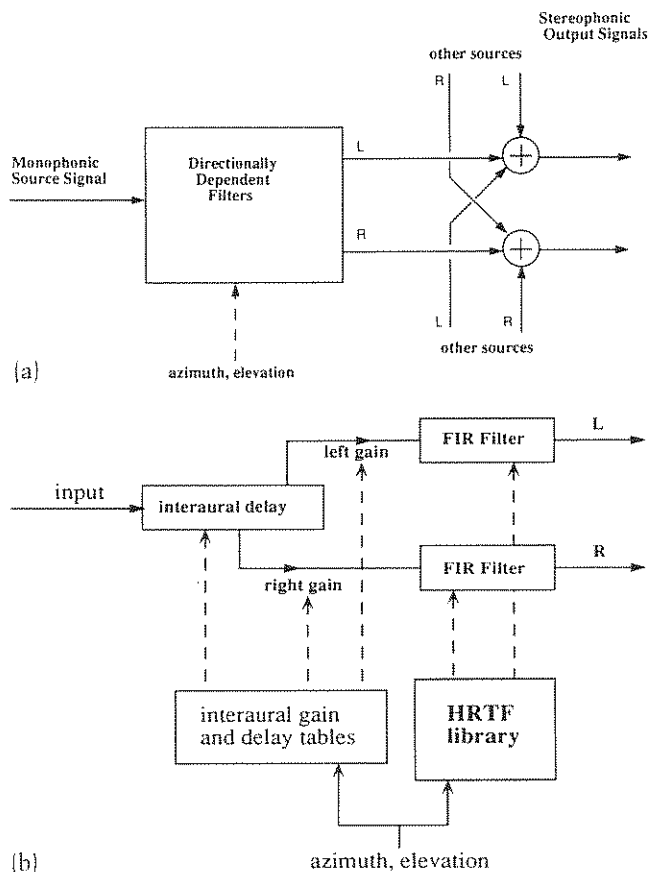 Stereophonic
Output Signals
other sources
R
L
Monophonic
Source Signal
Directionally
Dependent
Filters
L
R
L
R
other sources
azimuth, elevation
(a)
FIR Filter
L
left gain
input
interaural delay
FIR Filter
R
right gain
interaural gain
and delay tables
HRTF
library
azimuth, elevation
(b)